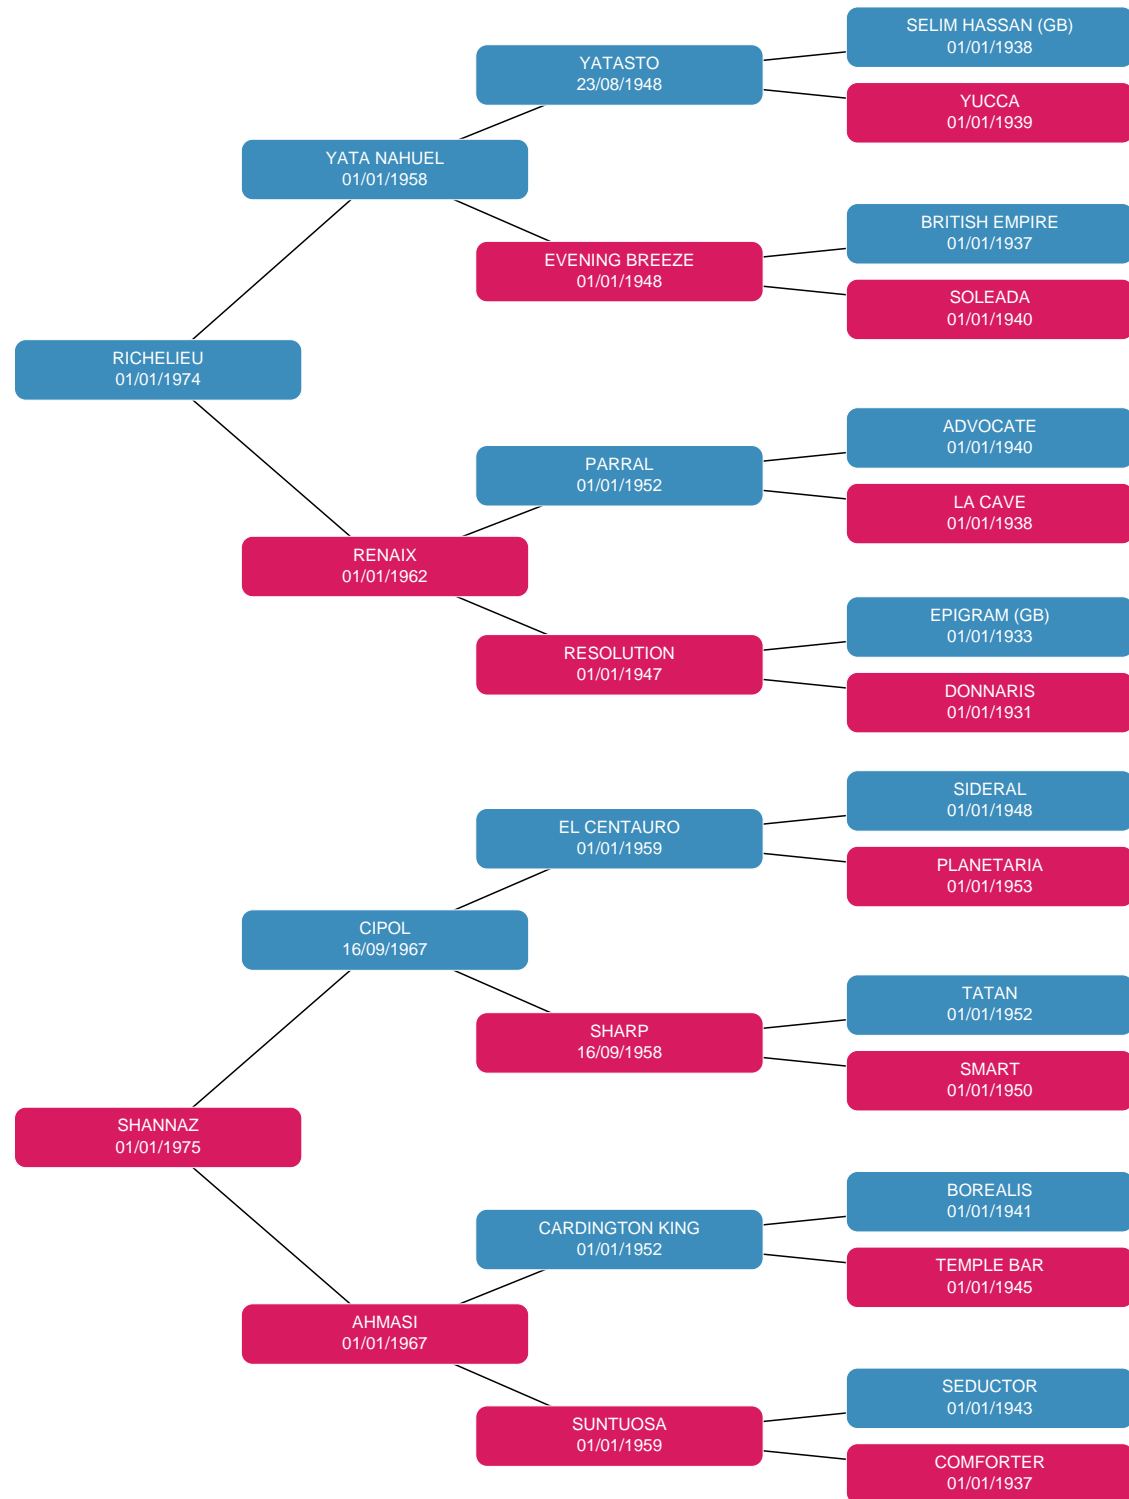 SELIM HASSAN (GB)
01/01/1938
YATASTO
23/08/1948
YUCCA
01/01/1939
YATA NAHUEL
01/01/1958
BRITISH EMPIRE
01/01/1937
EVENING BREEZE
01/01/1948
SOLEADA
01/01/1940
RICHELIEU
01/01/1974
ADVOCATE
01/01/1940
PARRAL
01/01/1952
LA CAVE
01/01/1938
RENAIX
01/01/1962
EPIGRAM (GB)
01/01/1933
RESOLUTION
01/01/1947
DONNARIS
01/01/1931
SIDERAL
01/01/1948
EL CENTAURO
01/01/1959
PLANETARIA
01/01/1953
CIPOL
16/09/1967
TATAN
01/01/1952
SHARP
16/09/1958
SMART
01/01/1950
SHANNAZ
01/01/1975
BOREALIS
01/01/1941
CARDINGTON KING
01/01/1952
TEMPLE BAR
01/01/1945
AHMASI
01/01/1967
SEDUCTOR
01/01/1943
SUNTUOSA
01/01/1959
COMFORTER
01/01/1937